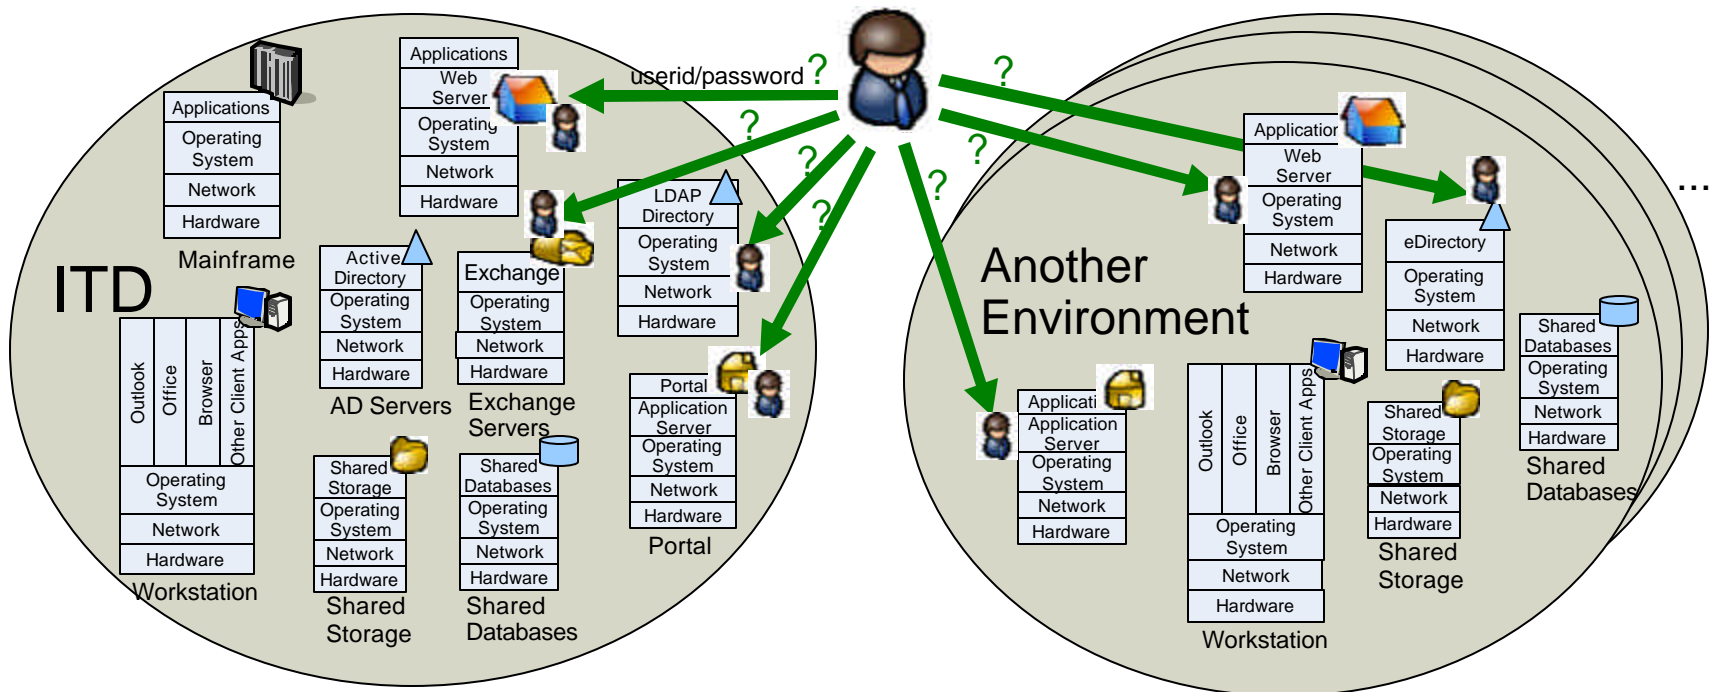 Applications
Operating
System
Network
Hardware
Mainframe
Applications
Web
Server
Operating
System
Network
Hardware
userid/password
?
?
?
?
?
?
?
ITD
Active
Directory
Operating
System
Network
Hardware
AD Servers
Exchange
Operating
System
Network
Hardware
Exchange
Servers
LDAP
Directory
Operating
System
Network
Hardware
Outlook
Office
Browser
Other Client Apps
Operating
System
Network
Hardware
Workstation
Shared
Storage
Operating
System
Network
Hardware
Shared
Storage
Shared
Databases
Operating
System
Network
Hardware
Shared
Databases
Portal
Application
Server
Operating
System
Network
Hardware
Portal
Another
Environment
Application
Web
Server
Operating
System
Network
Hardware
eDirectory
Operating
System
Network
Hardware
...
Shared
Databases
Operating
System
Network
Hardware
Shared
Databases
Applicati
Application
Server
Operating
System
Network
Hardware
Outlook
Office
Browser
Other Client Apps
Operating
System
Network
Hardware
Workstation
Shared
Storage
Operating
System
Network
Hardware
Shared
Storage